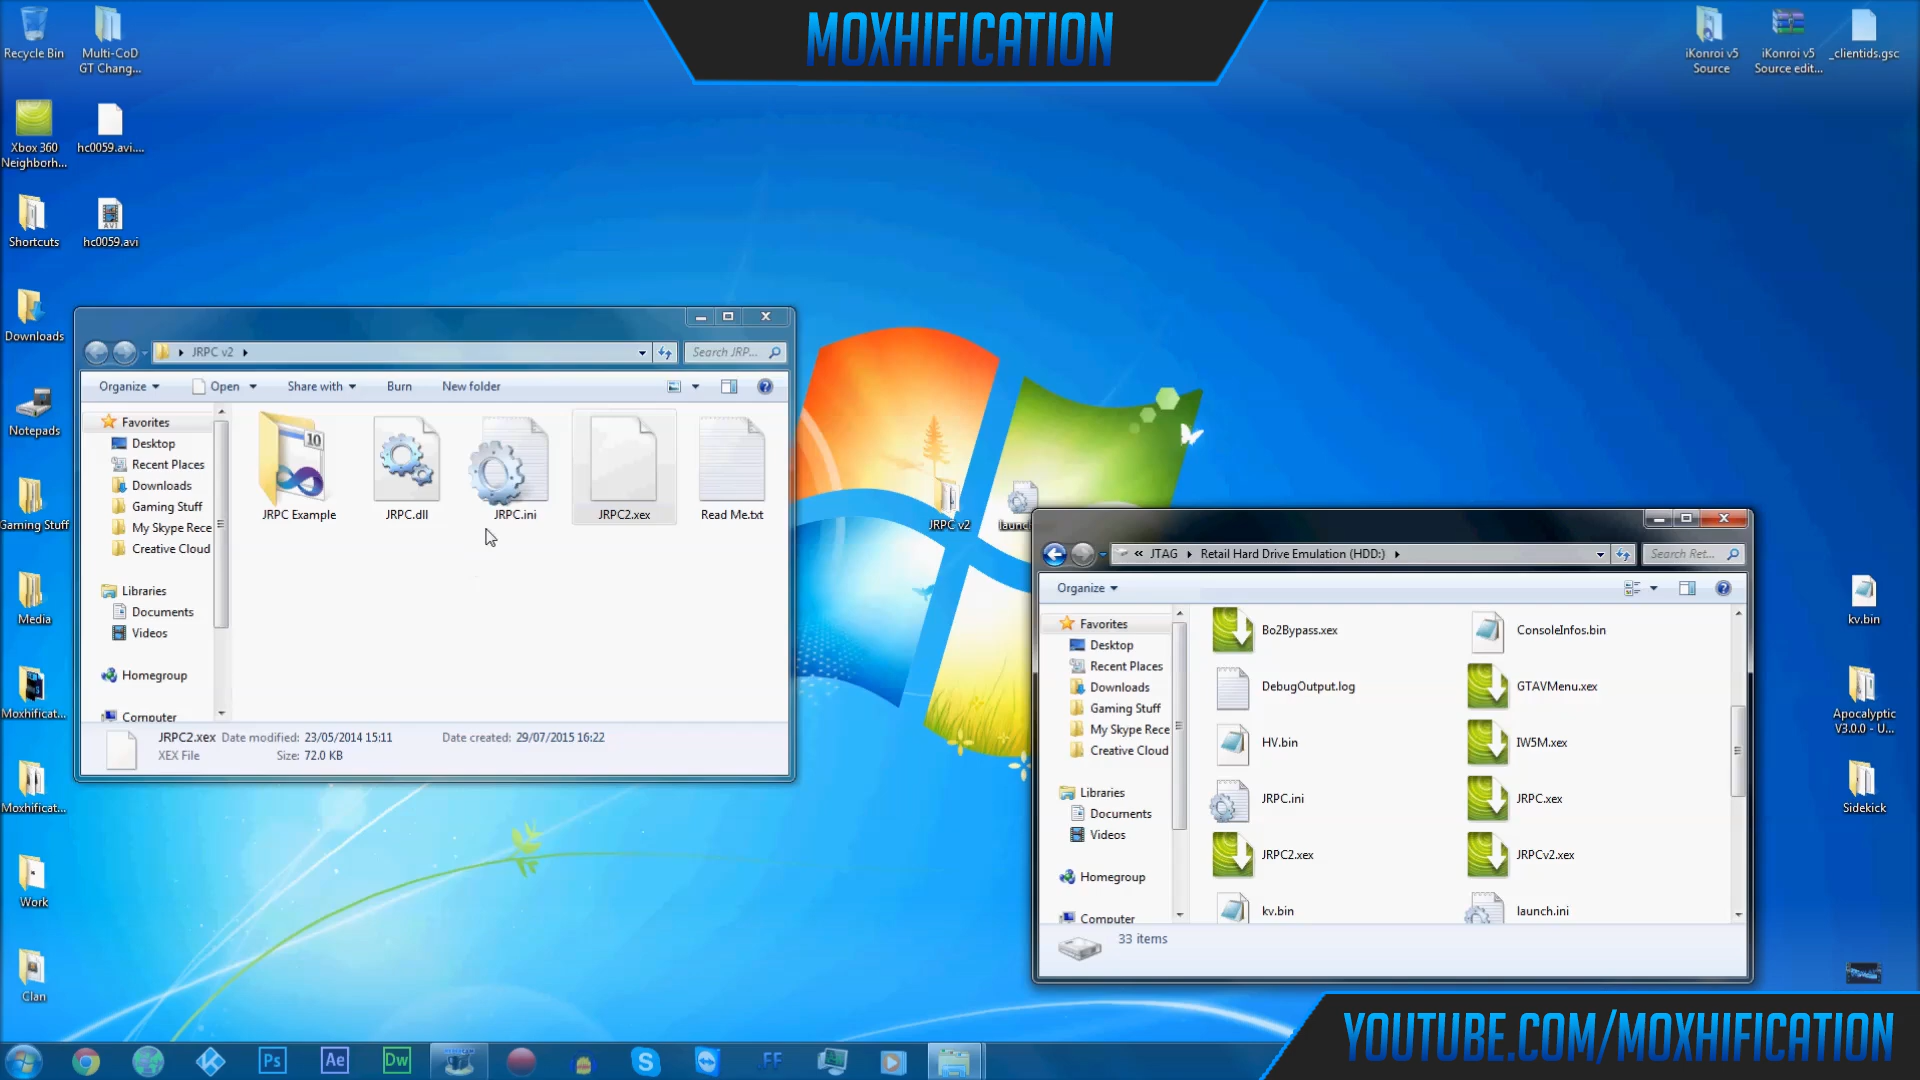 MOXHIFICATION
Recycle Bin
Multi-CoD
GT Chang...
Xbox 360
Neighborh...
hc0059.avi....
Shortcuts
hc0059.avi
Downloads
Notepads
Gaming Stuff
Media
Moxhificat...
Moxhificat...
Work
Clan
iKonroi v5
Source
iKonroi v5
Source edit...
_clientids.gsc
JRPC v2
Search JRP...
Organize
Open
Share with
Burn
New folder
Favorites
Desktop
Recent Places
Downloads
Gaming Stuff
My Skype Rece
Creative Cloud
Libraries
Documents
Videos
Homegroup
Computer
10
JRPC Example
JRPC.dll
JRPC.ini
JRPC2.xex
Read Me.txt
JRPC2.xex Date modified: 23/05/2014 15:11 Date created: 29/07/2015 16:22
XEX File Size: 72.0 KB
JRPC v2
launc
« JTAG Retail Hard Drive Emulation (HDD:)
Search Ret...
Organize
Favorites
Desktop
Recent Places
Downloads
Gaming Stuff
My Skype Rece
Creative Cloud
Libraries
Documents
Videos
Homegroup
Computer
Bo2Bypass.xex
ConsoleInfos.bin
DebugOutput.log
GTAVMenu.xex
HV.bin
IW5M.xex
JRPC.ini
JRPC.xex
JRPC2.xex
JRPCv2.xex
kv.bin
launch.ini
33 items
kv.bin
Apocalyptic
V3.0.0 - U...
Sidekick
Ps
Ae
Dw
.FF
YOUTUBE.COM/MOXHIFICATION